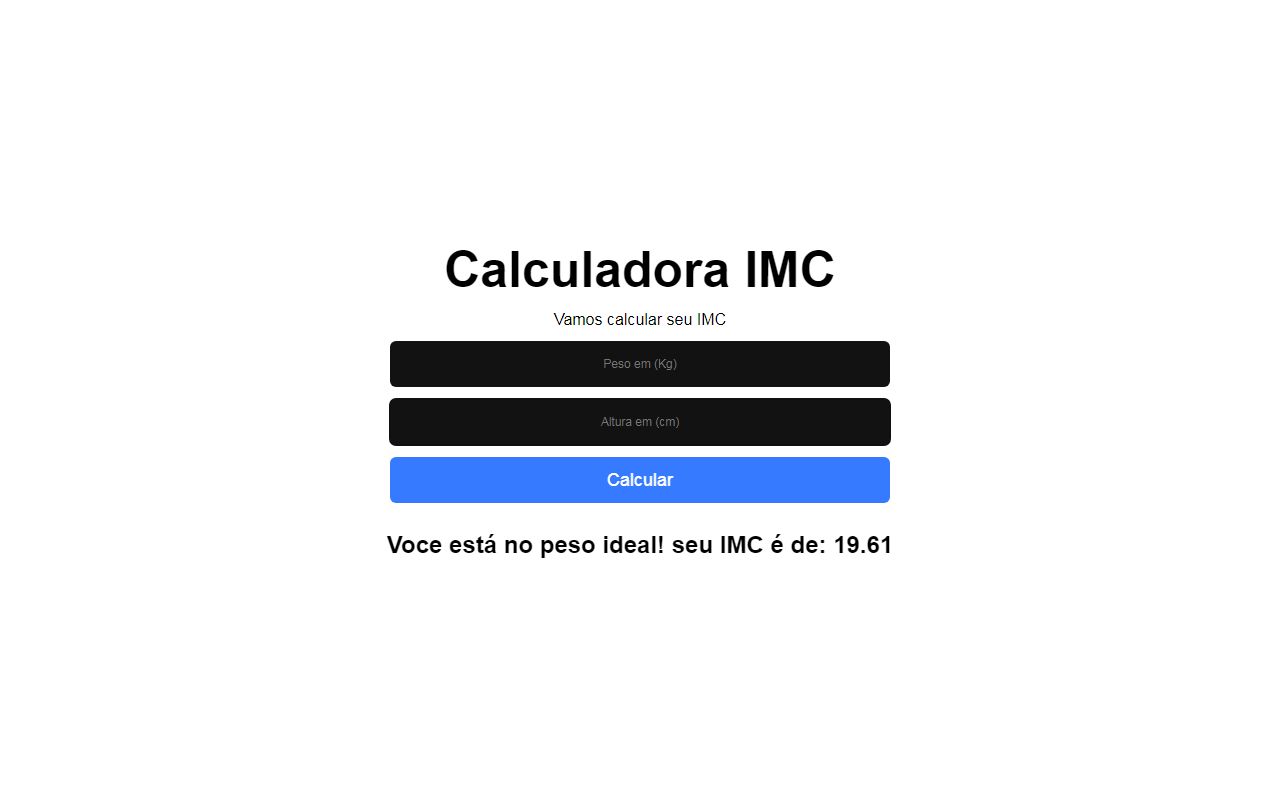 Calculadora IMC
Vamos calcular seu IMC
Peso em (Kg)
Altura em (cm)
Calcular
Voce está no peso ideal! seu IMC é de: 19.61